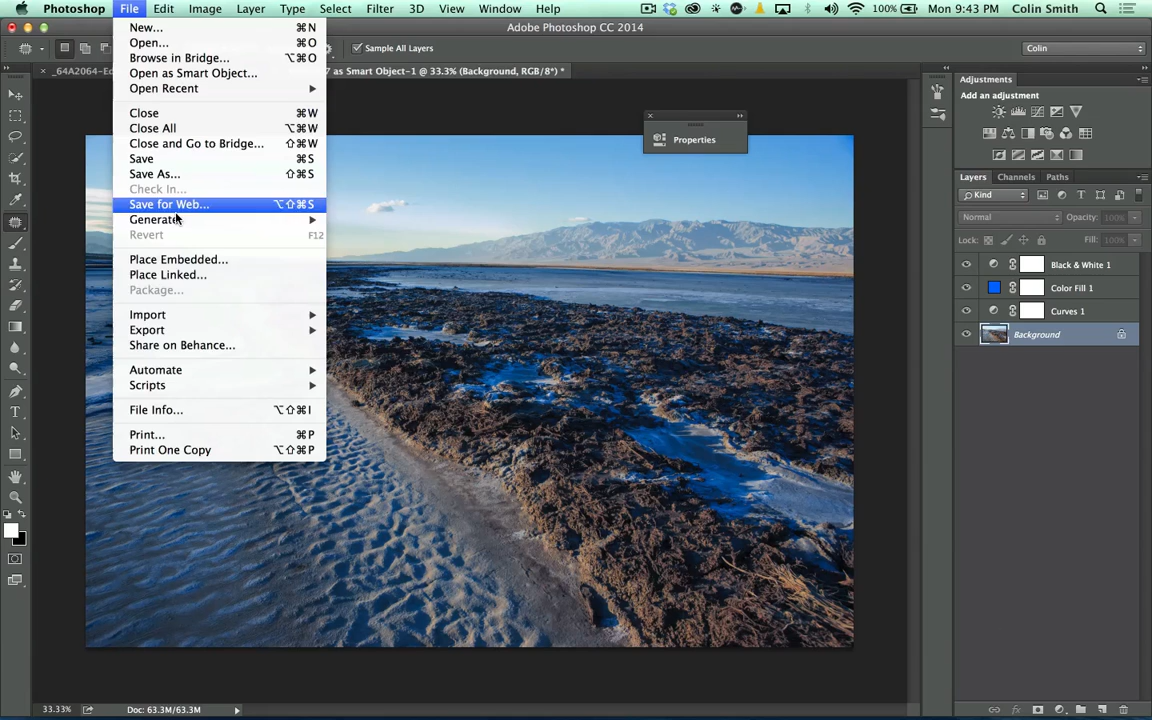 Photoshop File Edit Image Layer Type Select Filter 3D View Window Help 100% Mon 9:43 PM Colin Smith
Adobe Photoshop CC 2014
Sample All Layers
Colin
_64A2064-Ed
7 as Smart Object-1 @ 33.3% (Background, RGB/8*) *
New... ⌘N
Open... ⌘O
Browse in Bridge... ⌥⌘O
Open as Smart Object...
Open Recent
Close ⌘W
Close All ⌥⌘W
Close and Go to Bridge... ⇧⌘W
Save ⌘S
Save As... ⇧⌘S
Check In...
Save for Web... ⌥⇧⌘S
Generate
Revert F12
Place Embedded...
Place Linked...
Package...
Import
Export
Share on Behance...
Automate
Scripts
File Info... ⌥⇧⌘I
Print... ⌘P
Print One Copy ⌥⇧⌘P
Properties
Adjustments
Add an adjustment
Layers Channels Paths
Kind
Normal Opacity: 100%
Lock: Fill: 100%
Black & White 1
Color Fill 1
Curves 1
Background
33.33% Doc: 63.3M/63.3M